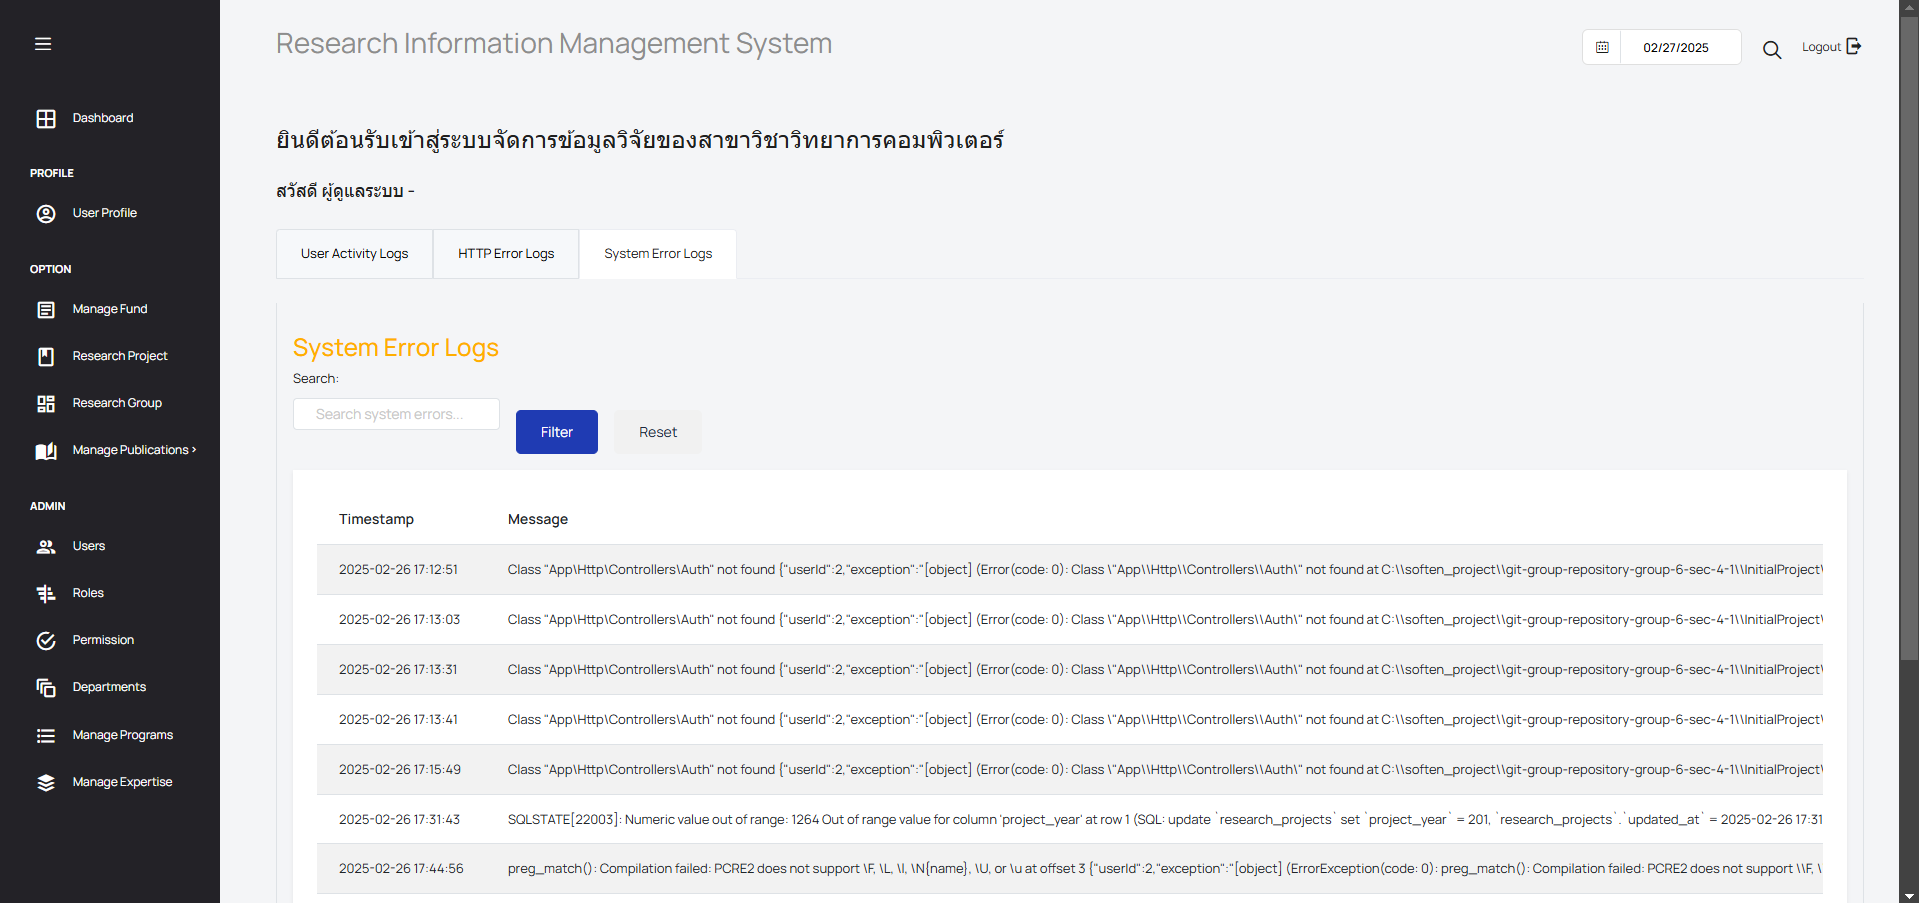 Research Information Management System
02/27/2025
Logout
Dashboard
PROFILE
User Profile
OPTION
Manage Fund
Research Project
Research Group
Manage Publications >
ADMIN
Users
Roles
Permission
Departments
Manage Programs
Manage Expertise
ยินดีต้อนรับเข้าสู่ระบบจัดการข้อมูลวิจัยของสาขาวิชาวิทยาการคอมพิวเตอร์
สวัสดี ผู้ดูแลระบบ -
User Activity Logs
HTTP Error Logs
System Error Logs
System Error Logs
Search:
Search system errors...
Filter
Reset
Timestamp Message
2025-02-26 17:12:51 Class "App\Http\Controllers\Auth" not found {"userId":2,"exception":"[object] (Error(code: 0): Class \"App\\Http\\Controllers\\Auth\" not found at C:\\soften_project\\git-group-repository-group-6-sec-4-1\\InitialProject\
2025-02-26 17:13:03 Class "App\Http\Controllers\Auth" not found {"userId":2,"exception":"[object] (Error(code: 0): Class \"App\\Http\\Controllers\\Auth\" not found at C:\\soften_project\\git-group-repository-group-6-sec-4-1\\InitialProject\
2025-02-26 17:13:31 Class "App\Http\Controllers\Auth" not found {"userId":2,"exception":"[object] (Error(code: 0): Class \"App\\Http\\Controllers\\Auth\" not found at C:\\soften_project\\git-group-repository-group-6-sec-4-1\\InitialProject\
2025-02-26 17:13:41 Class "App\Http\Controllers\Auth" not found {"userId":2,"exception":"[object] (Error(code: 0): Class \"App\\Http\\Controllers\\Auth\" not found at C:\\soften_project\\git-group-repository-group-6-sec-4-1\\InitialProject\
2025-02-26 17:15:49 Class "App\Http\Controllers\Auth" not found {"userId":2,"exception":"[object] (Error(code: 0): Class \"App\\Http\\Controllers\\Auth\" not found at C:\\soften_project\\git-group-repository-group-6-sec-4-1\\InitialProject\
2025-02-26 17:31:43 SQLSTATE[22003]: Numeric value out of range: 1264 Out of range value for column 'project_year' at row 1 (SQL: update `research_projects` set `project_year` = 201, `research_projects`.`updated_at` = 2025-02-26 17:31
2025-02-26 17:44:56 preg_match(): Compilation failed: PCRE2 does not support \F, \L, \l, \N{name}, \U, or \u at offset 3 {"userId":2,"exception":"[object] (ErrorException(code: 0): preg_match(): Compilation failed: PCRE2 does not support \\F, \